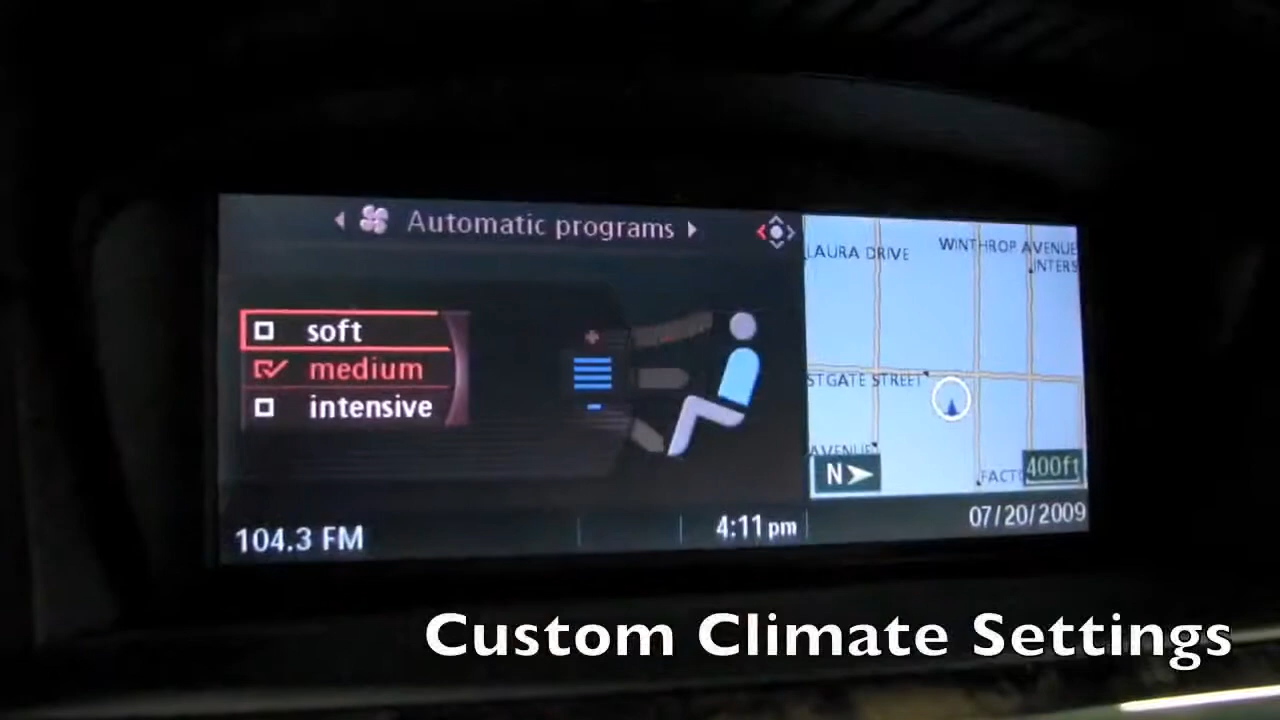 Automatic programs
soft
medium
intensive
LAURA DRIVE
WINTHROP AVENUE
INTERS
STGATE STREET
AVENUE
N
FACTO
400ft
104.3 FM
4:11 pm
07/20/2009
Custom Climate Settings